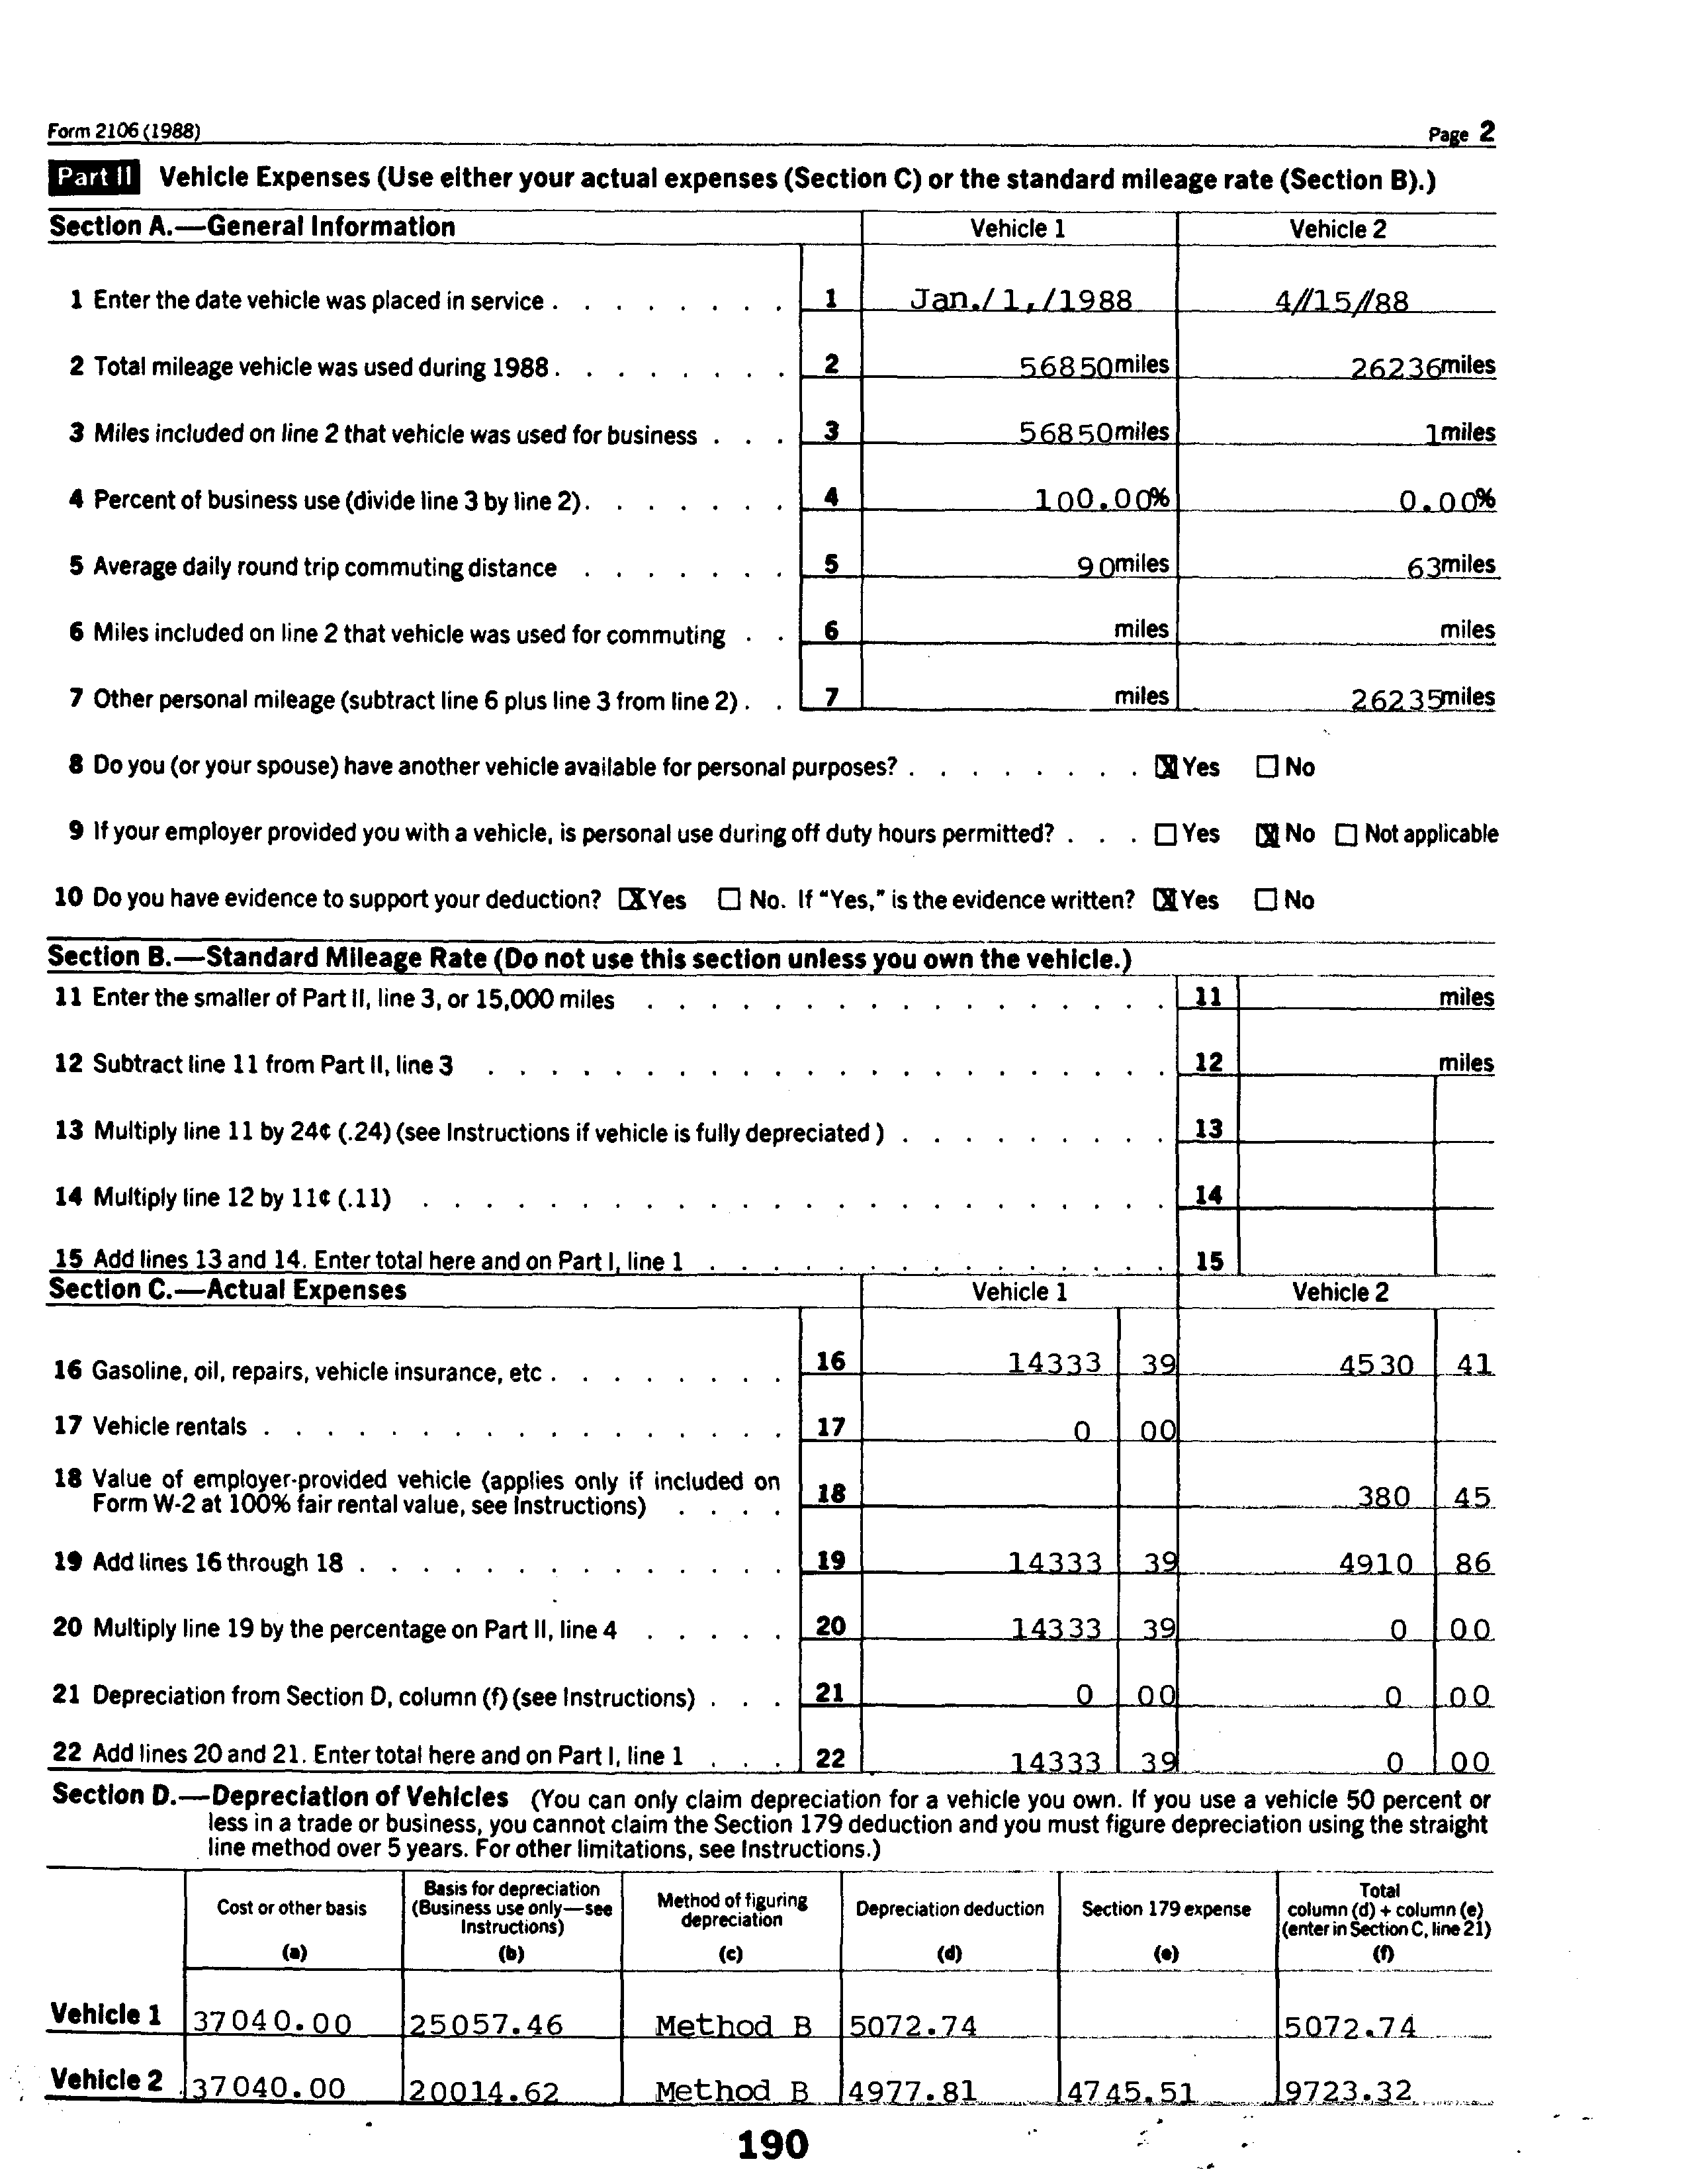 Form 2106 (1988) Page 2
Part II Vehicle Expenses (Use either your actual expenses (Section C) or the standard mileage rate (Section B).)
Section A.—General Information Vehicle 1 Vehicle 2
1 Enter the date vehicle was placed in service . . . . . . . . 1 Jan./1,/1988 4//15//88
2 Total mileage vehicle was used during 1988 . . . . . . . . 2 56850 miles 26236 miles
3 Miles included on line 2 that vehicle was used for business . . . 3 56850 miles 1 miles
4 Percent of business use (divide line 3 by line 2) . . . . . . . 4 100.00% 0.00%
5 Average daily round trip commuting distance . . . . . . . 5 90 miles 63 miles
6 Miles included on line 2 that vehicle was used for commuting . . 6 miles miles
7 Other personal mileage (subtract line 6 plus line 3 from line 2) . . 7 miles 26235 miles
8 Do you (or your spouse) have another vehicle available for personal purposes? . . . . . . . . ☒ Yes ☐ No
9 If your employer provided you with a vehicle, is personal use during off duty hours permitted? . . . ☐ Yes ☒ No ☐ Not applicable
10 Do you have evidence to support your deduction? ☒ Yes ☐ No. If "Yes," is the evidence written? ☒ Yes ☐ No
Section B.—Standard Mileage Rate (Do not use this section unless you own the vehicle.)
11 Enter the smaller of Part II, line 3, or 15,000 miles . . . . . . . . . . . . . . . . . 11 miles
12 Subtract line 11 from Part II, line 3 . . . . . . . . . . . . . . . . . . . . . . 12 miles
13 Multiply line 11 by 24¢ (.24) (see Instructions if vehicle is fully depreciated) . . . . . . . . . 13
14 Multiply line 12 by 11¢ (.11) . . . . . . . . . . . . . . . . . . . . . . . . 14
15 Add lines 13 and 14. Enter total here and on Part I, line 1 . . . . . . . . . . . . . . . 15
Section C.—Actual Expenses Vehicle 1 Vehicle 2
16 Gasoline, oil, repairs, vehicle insurance, etc . . . . . . . . 16 14333 39 4530 41
17 Vehicle rentals . . . . . . . . . . . . . . . . . 17 0 00
18 Value of employer-provided vehicle (applies only if included on
Form W-2 at 100% fair rental value, see Instructions) . . . . 18 380 45
19 Add lines 16 through 18 . . . . . . . . . . . . . . 19 14333 39 4910 86
20 Multiply line 19 by the percentage on Part II, line 4 . . . . . 20 14333 39 0 00
21 Depreciation from Section D, column (f) (see Instructions) . . . 21 0 00 0 00
22 Add lines 20 and 21. Enter total here and on Part I, line 1 . . . 22 14333 39 0 00
Section D.—Depreciation of Vehicles (You can only claim depreciation for a vehicle you own. If you use a vehicle 50 percent or
less in a trade or business, you cannot claim the Section 179 deduction and you must figure depreciation using the straight
line method over 5 years. For other limitations, see Instructions.)
Cost or other basis
(a)
Basis for depreciation
(Business use only—see
Instructions)
(b)
Method of figuring
depreciation
(c)
Depreciation deduction
(d)
Section 179 expense
(e)
Total
column (d) + column (e)
(enter in Section C, line 21)
(f)
Vehicle 1 37040.00 25057.46 Method B 5072.74 5072.74
Vehicle 2 37040.00 20014.62 Method B 4977.81 4745.51 9723.32
190